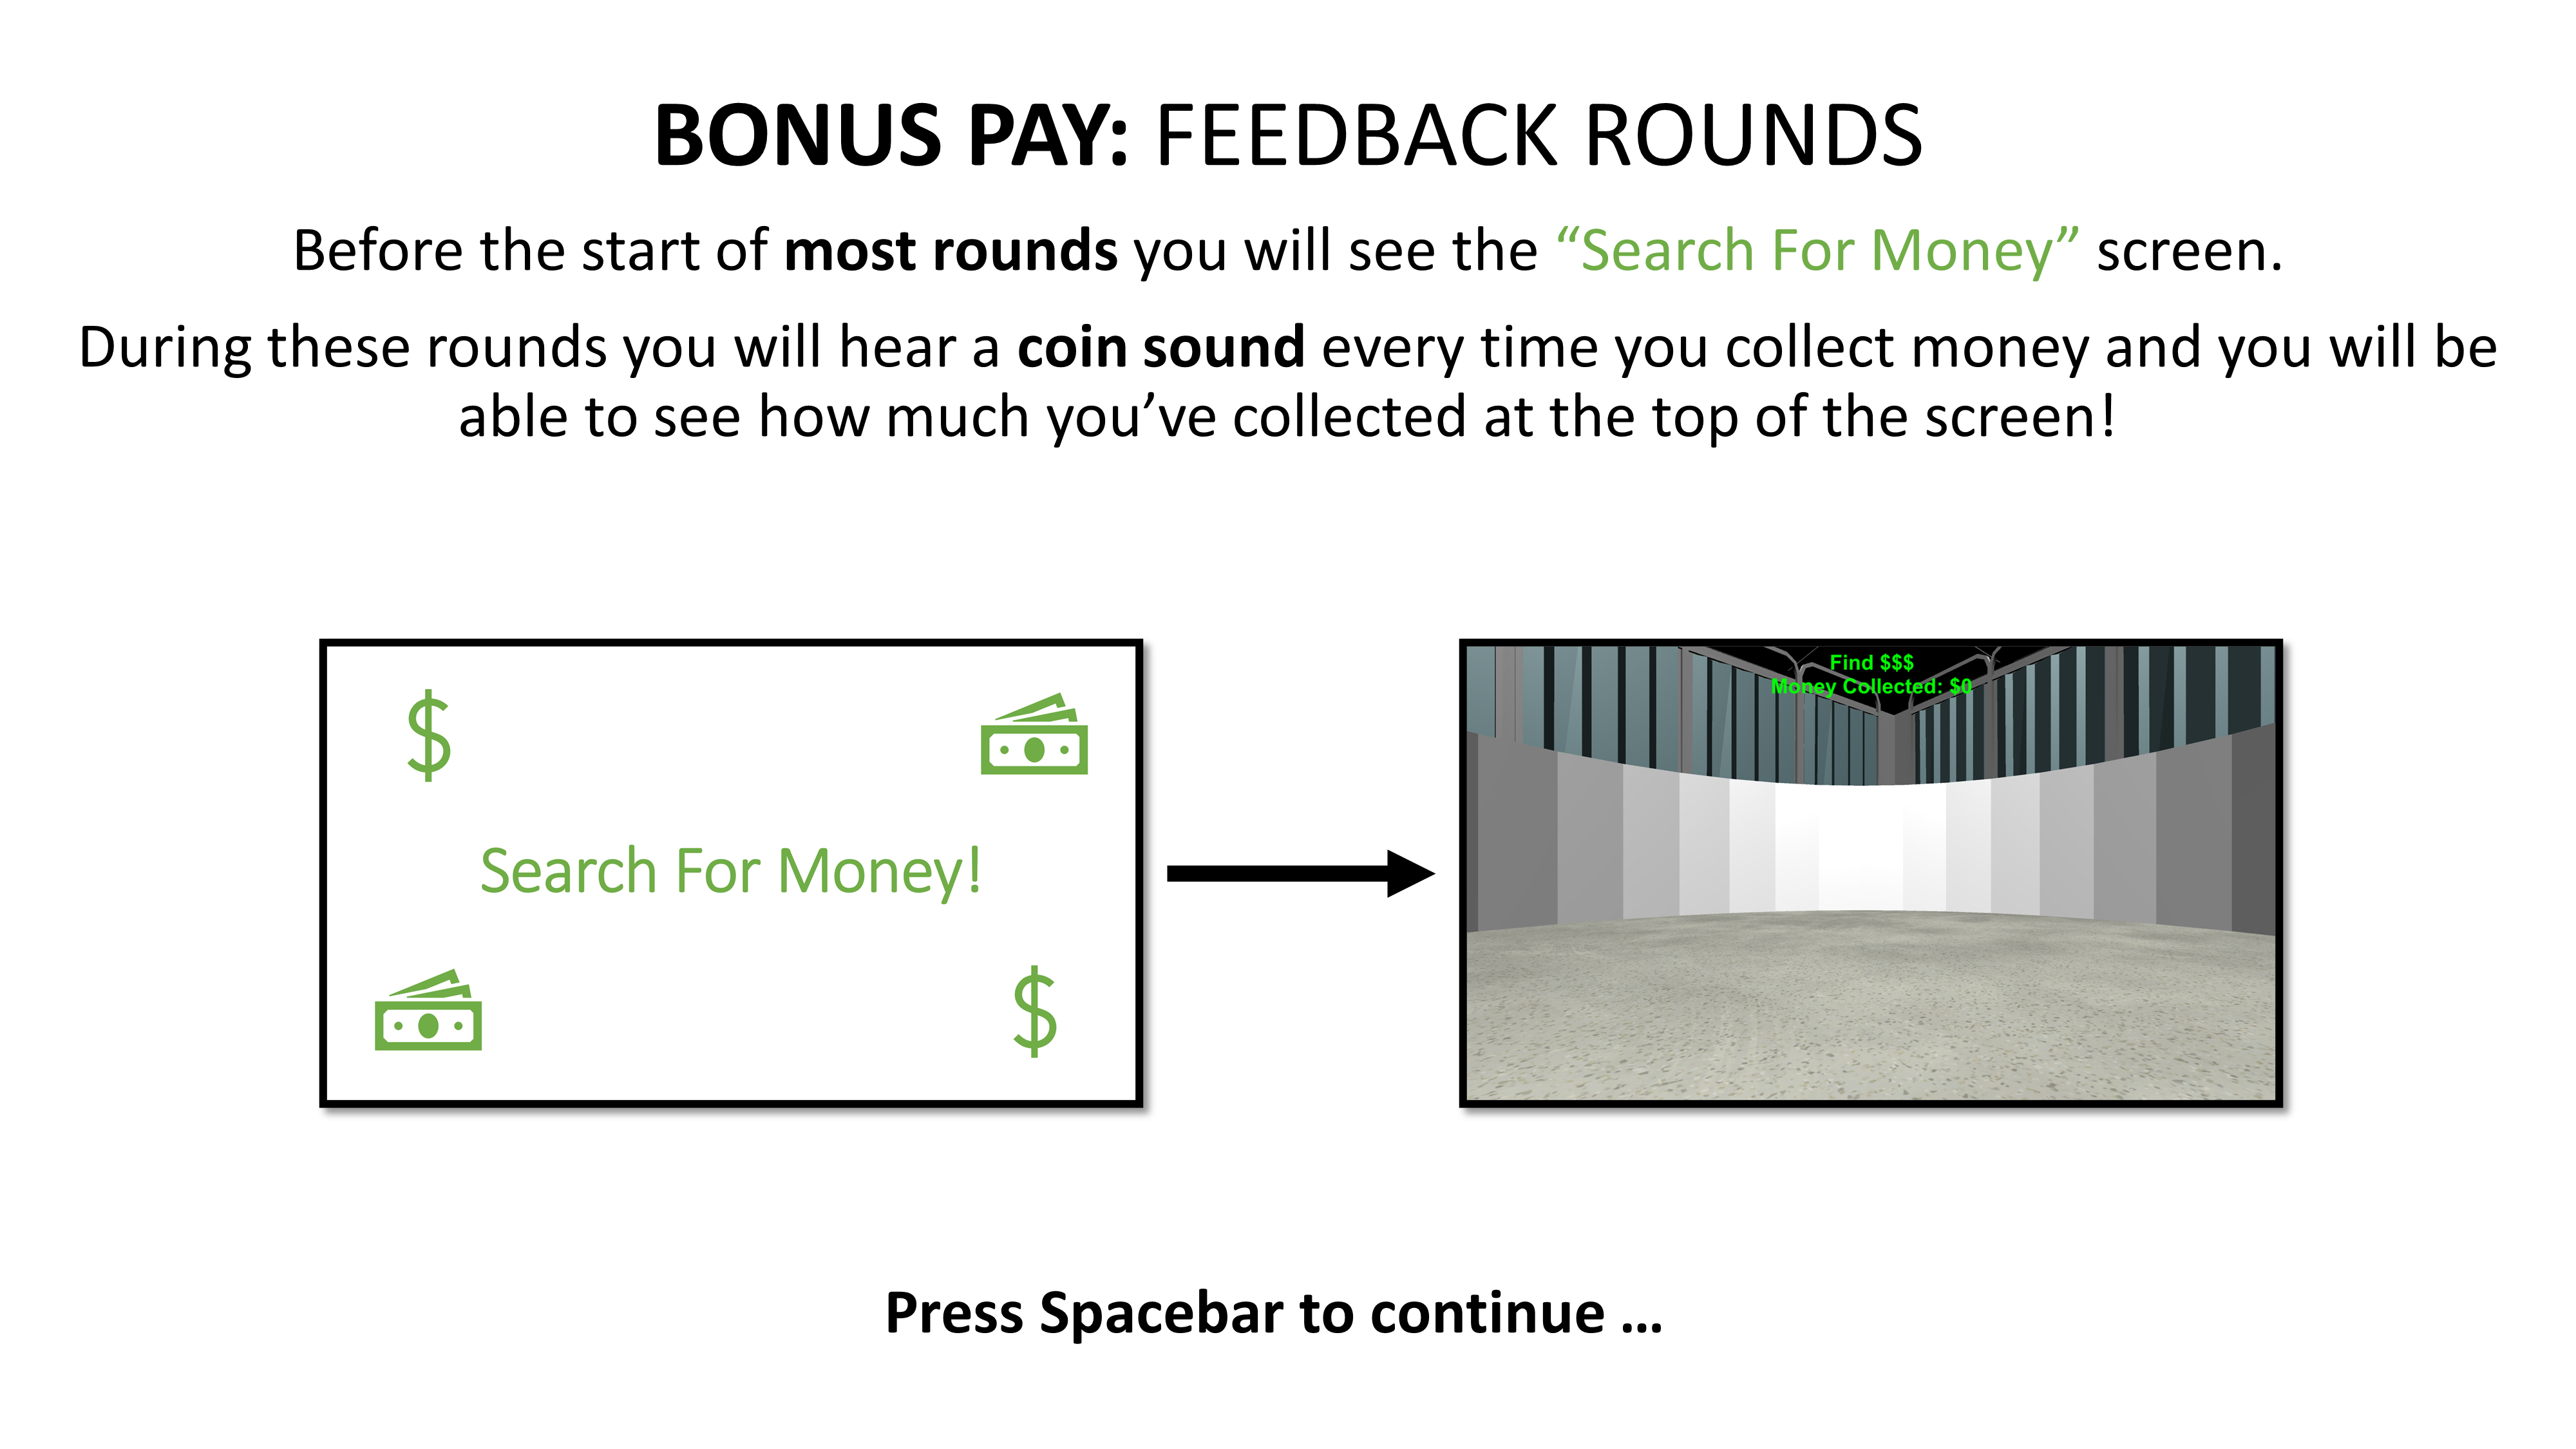 BONUS PAY: FEEDBACK ROUNDS
Before the start of most rounds you will see the “Search For Money” screen.
During these rounds you will hear a coin sound every time you collect money and you will be
able to see how much you’ve collected at the top of the screen!
$
Search For Money!
$
Find $$$
Money Collected: $0
Press Spacebar to continue ...